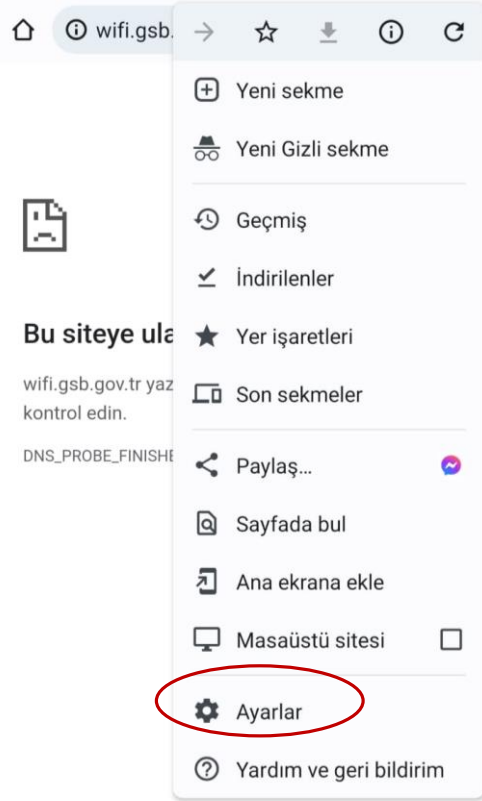 wifi.gsb.
Yeni sekme
Yeni Gizli sekme
Geçmiş
İndirilenler
Bu siteye ula
Yer işaretleri
wifi.gsb.gov.tr yaz
kontrol edin.
Son sekmeler
DNS_PROBE_FINISHE
Paylaş...
Sayfada bul
Ana ekrana ekle
Masaüstü sitesi
Ayarlar
Yardım ve geri bildirim